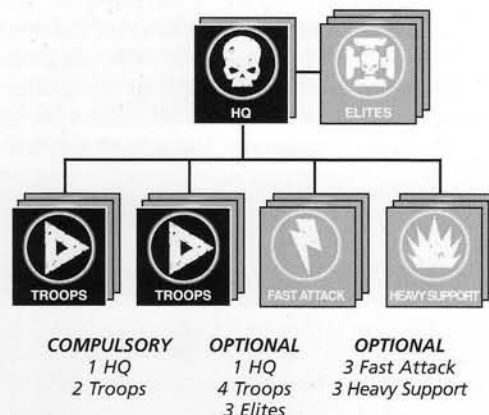 HQ
ELITES
TROOPS
TROOPS
FAST ATTACK
HEAVY SUPPORT
COMPULSORY
1 HQ
2 Troops
OPTIONAL
1 HQ
4 Troops
3 Elites
OPTIONAL
3 Fast Attack
3 Heavy Support